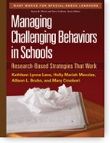 Managing
Challenging Behaviors
in Schools
Research-Based Strategies That Work
Kathleen Lynne Lane, Holly Mariah Menzies,
Allison L. Bruhn, and Mary Crnobori